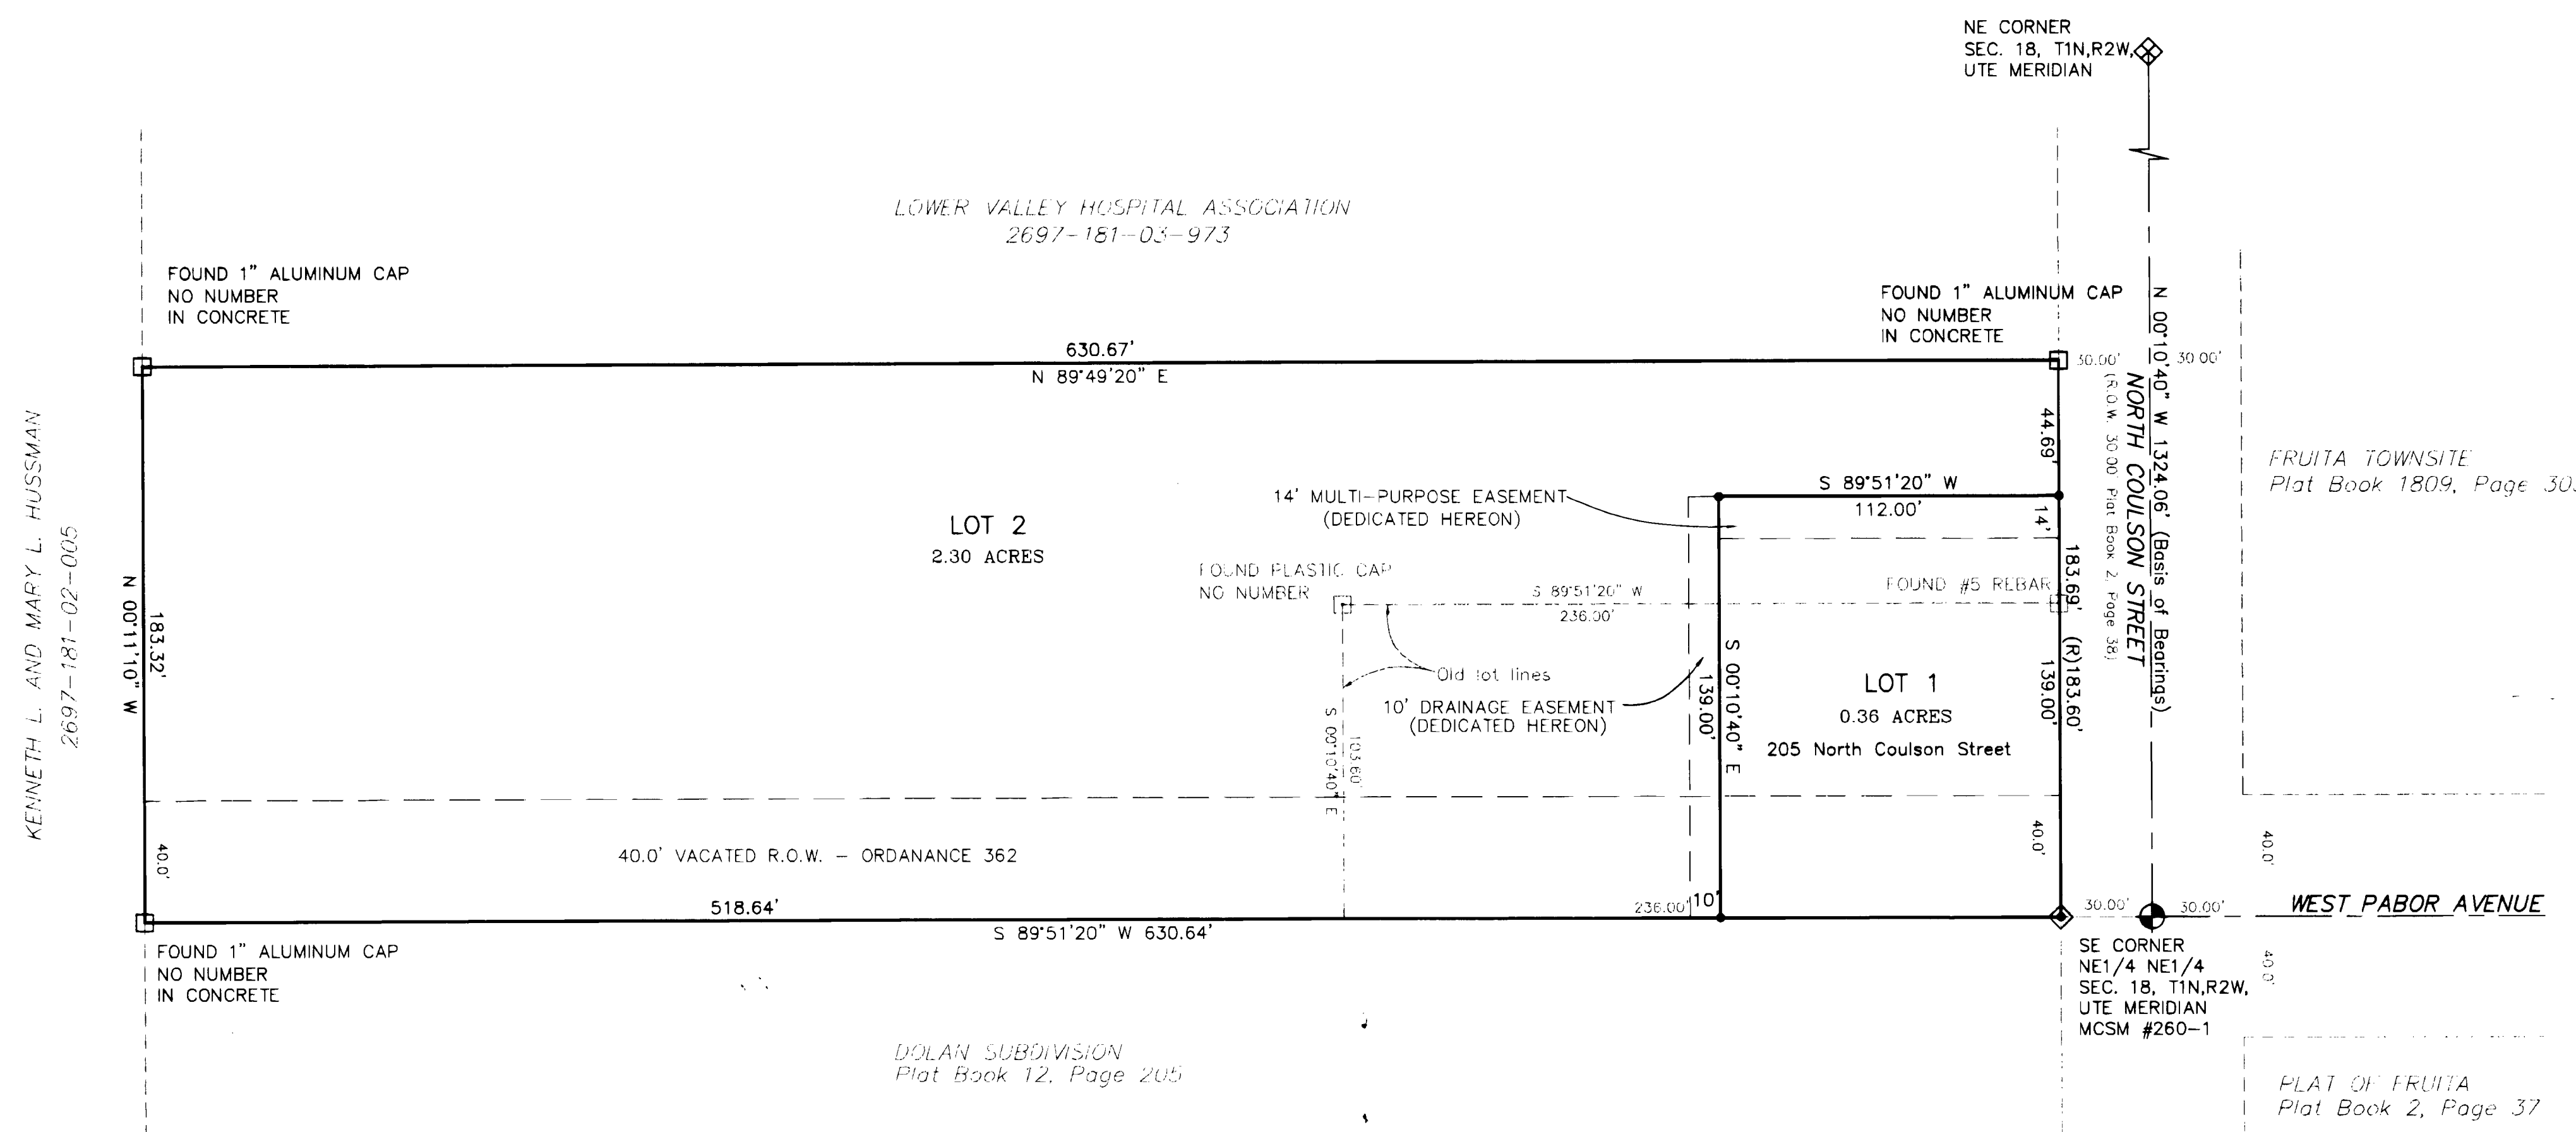 NE CORNER
SEC. 18, T1N,R2W,
UTE MERIDIAN
LOWER VALLEY HOSPITAL ASSOCIATION
2697-181-03-973
FOUND 1" ALUMINUM CAP
NO NUMBER
IN CONCRETE
FOUND 1" ALUMINUM CAP
NO NUMBER
IN CONCRETE
630.67'
N 89°49'20" E
30.00'
30.00'
N 00°10'40" W 1324.06' (Basis of Bearings)
NORTH COULSON STREET
(R.O.W. 30.00 Plat Book 2, Page 38)
KENNETH L. AND MARY L. HUSSMAN
2697-181-02-005
N 00°11'10" W
183.32'
44.69'
FRUITA TOWNSITE
Plat Book 1809, Page 30
S 89°51'20" W
112.00'
14' MULTI-PURPOSE EASEMENT
(DEDICATED HEREON)
14'
LOT 2
2.30 ACRES
183.69' (R)183.60'
FOUND PLASTIC CAP
NO NUMBER
S 89°51'20" W
236.00'
FOUND #5 REBAR
Old lot lines
10' DRAINAGE EASEMENT
(DEDICATED HEREON)
S 00°10'40" E
103.60'
139.00'
S 00°10'40" E
139.00'
LOT 1
0.36 ACRES
205 North Coulson Street
40.0'
40.0' VACATED R.O.W. - ORDANANCE 362
40.0'
40.0'
518.64'
236.00'
10'
S 89°51'20" W 630.64'
30.00'
30.00'
WEST PABOR AVENUE
FOUND 1" ALUMINUM CAP
NO NUMBER
IN CONCRETE
SE CORNER
NE1/4 NE1/4
SEC. 18, T1N,R2W,
UTE MERIDIAN
MCSM #260-1
40.0'
DOLAN SUBDIVISION
Plat Book 12, Page 205
PLAT OF FRUITA
Plat Book 2, Page 37